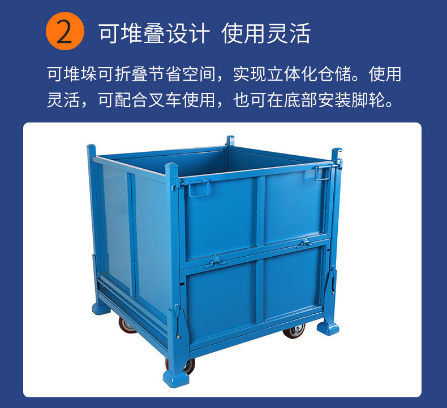 2 可堆叠设计 使用灵活
可堆垛可折叠节省空间，实现立体化仓储。使用
灵活，可配合叉车使用，也可在底部安装脚轮。